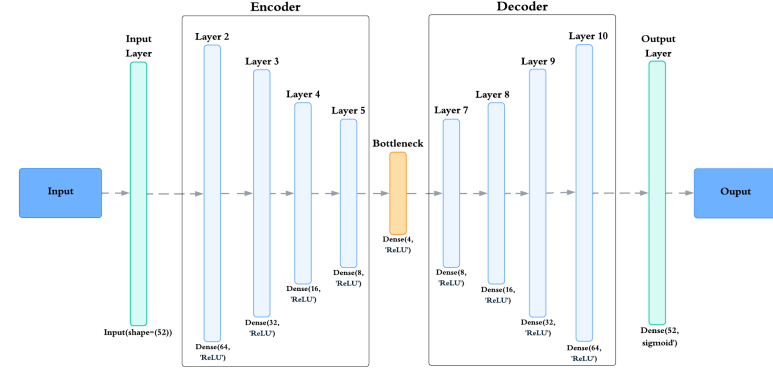 Encoder
Decoder
Input
Layer
Layer 2
Layer 3
Layer 4
Layer 5
Bottleneck
Layer 7
Layer 8
Layer 9
Layer 10
Output
Layer
Input
Ouput
Input(shape=(52))
Dense(64,
'ReLU')
Dense(32,
'ReLU')
Dense(16,
'ReLU')
Dense(8,
'ReLU')
Dense(4,
'ReLU')
Dense(8,
'ReLU')
Dense(16,
'ReLU')
Dense(32,
'ReLU')
Dense(64,
'ReLU')
Dense(52,
sigmoid')